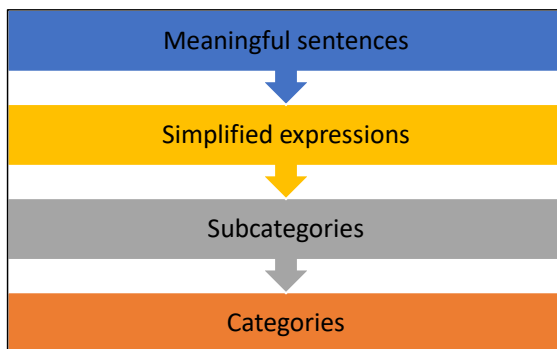 Meaningful sentences
Simplified expressions
Subcategories
Categories